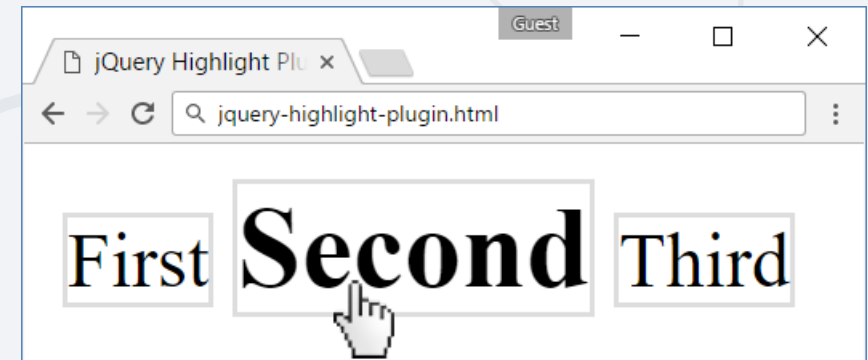 Guest
jQuery Highlight Plu
jquery-highlight-plugin.html
First Second Third